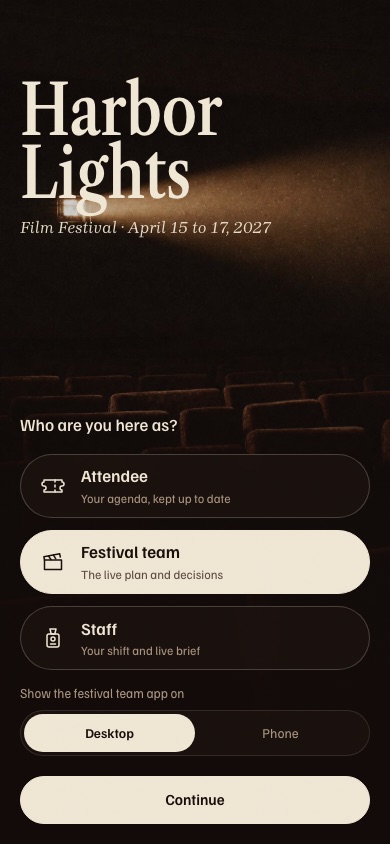 Harbor
Lights
Film Festival · April 15 to 17, 2027
Who are you here as?
Attendee
Your agenda, kept up to date
Festival team
The live plan and decisions
Staff
Your shift and live brief
Show the festival team app on
Desktop
Phone
Continue